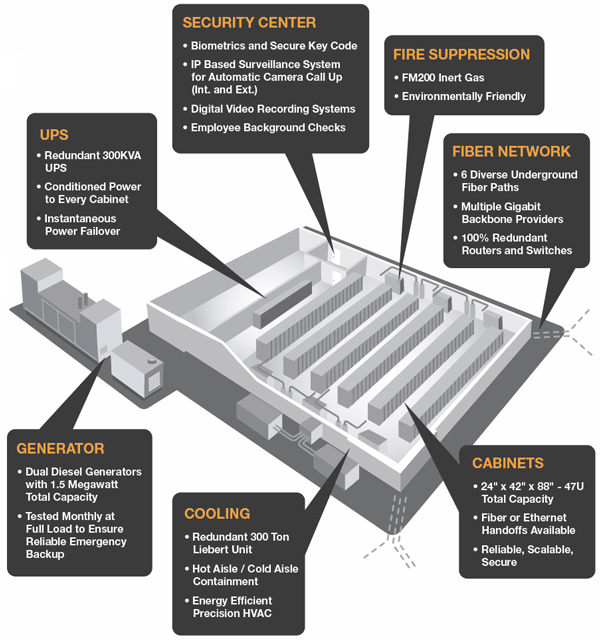 SECURITY CENTER
• Biometrics and Secure Key Code
• IP Based Surveillance System
for Automatic Camera Call Up
(Int. and Ext.)
• Digital Video Recording Systems
• Employee Background Checks
FIRE SUPPRESSION
• FM200 Inert Gas
• Environmentally Friendly
UPS
• Redundant 300KVA
UPS
• Conditioned Power
to Every Cabinet
• Instantaneous
Power Failover
FIBER NETWORK
• 6 Diverse Underground
Fiber Paths
• Multiple Gigabit
Backbone Providers
• 100% Redundant
Routers and Switches
GENERATOR
• Dual Diesel Generators
with 1.5 Megawatt
Total Capacity
• Tested Monthly at
Full Load to Ensure
Reliable Emergency
Backup
COOLING
• Redundant 300 Ton
Liebert Unit
• Hot Aisle / Cold Aisle
Containment
• Energy Efficient
Precision HVAC
CABINETS
• 24" x 42" x 88" - 47U
Total Capacity
• Fiber or Ethernet
Handoffs Available
• Reliable, Scalable,
Secure